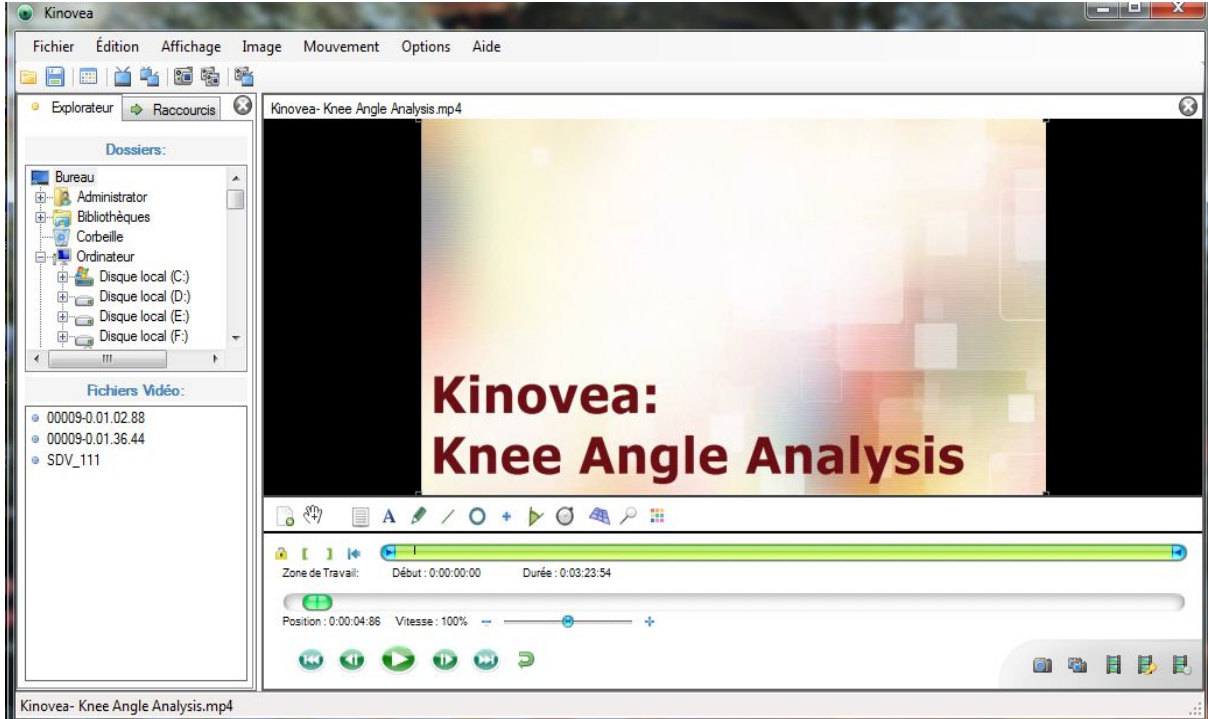 Kinovea
Fichier Édition Affichage Image Mouvement Options Aide
Explorateur Raccourcis
Dossiers:
Bureau
Administrator
Bibliothèques
Corbeille
Ordinateur
Disque local (C:)
Disque local (D:)
Disque local (E:)
Disque local (F:)
Fichiers Vidéo:
00009-0.01.02.88
00009-0.01.36.44
SDV_111
Kinovea- Knee Angle Analysis.mp4
Kinovea:
Knee Angle Analysis
A
Zone de Travail: Début : 0:00:00:00 Durée : 0:03:23:54
Position : 0:00:04:86 Vitesse : 100%
Kinovea- Knee Angle Analysis.mp4